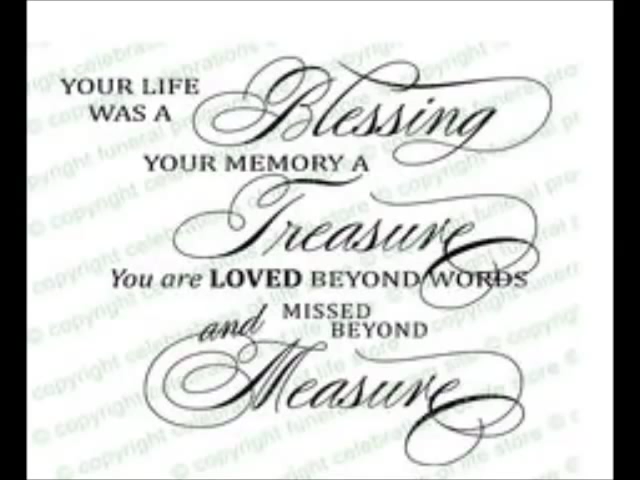 YOUR LIFE
WAS A Blessing
YOUR MEMORY A
Treasure
You are LOVED BEYOND WORDS
and MISSED
BEYOND
Measure